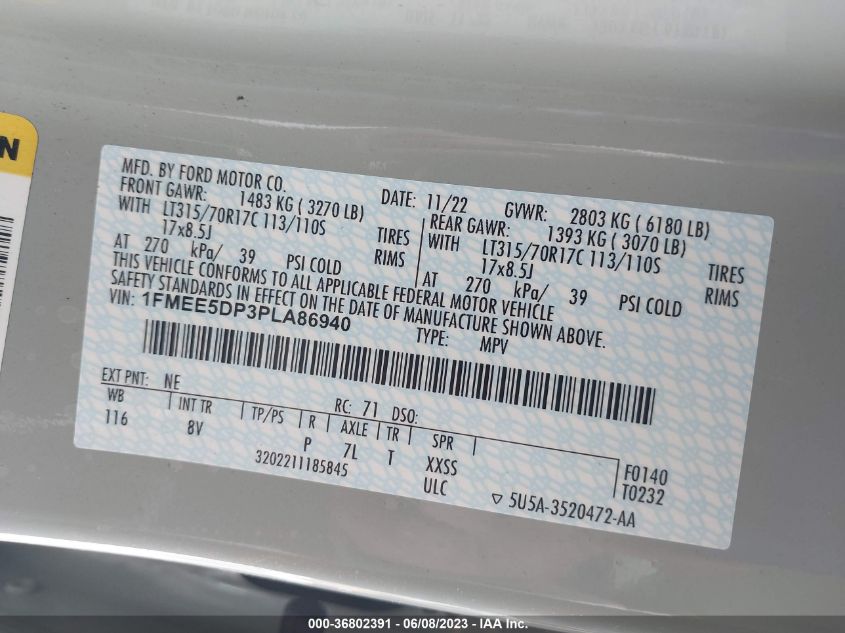 N
MFD. BY FORD MOTOR CO.
DATE: 11/22 GVWR: 2803 KG ( 6180 LB)
FRONT GAWR: 1483 KG ( 3270 LB)
REAR GAWR: 1393 KG ( 3070 LB)
WITH LT315/70R17C 113/110S TIRES
WITH LT315/70R17C 113/110S TIRES
17x8.5J RIMS
17x8.5J RIMS
AT 270 kPa/ 39 PSI COLD
AT 270 kPa/ 39 PSI COLD
THIS VEHICLE CONFORMS TO ALL APPLICABLE FEDERAL MOTOR VEHICLE
SAFETY STANDARDS IN EFFECT ON THE DATE OF MANUFACTURE SHOWN ABOVE.
VIN: 1FMEE5DP3PLA86940
TYPE: MPV
EXT PNT: NE RC: 71 DSO:
WB INT TR TP/PS R AXLE TR SPR
116 8V P 7L T XXSS
3202211185845 ULC
F0140
T0232
▽ 5U5A-3520472-AA
000-36802391 - 06/08/2023 - IAA Inc.